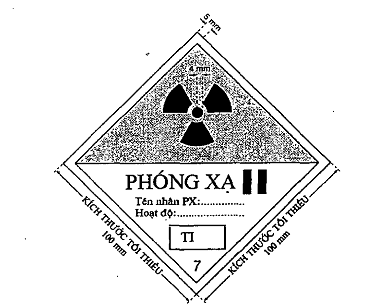 5 mm
4 mm
PHÓNG XẠ II
Tên nhân PX:..............
Hoạt độ:......................
TI
7
KÍCH THƯỚC TỐI THIỂU
100 mm
KÍCH THƯỚC TỐI THIỂU
100 mm